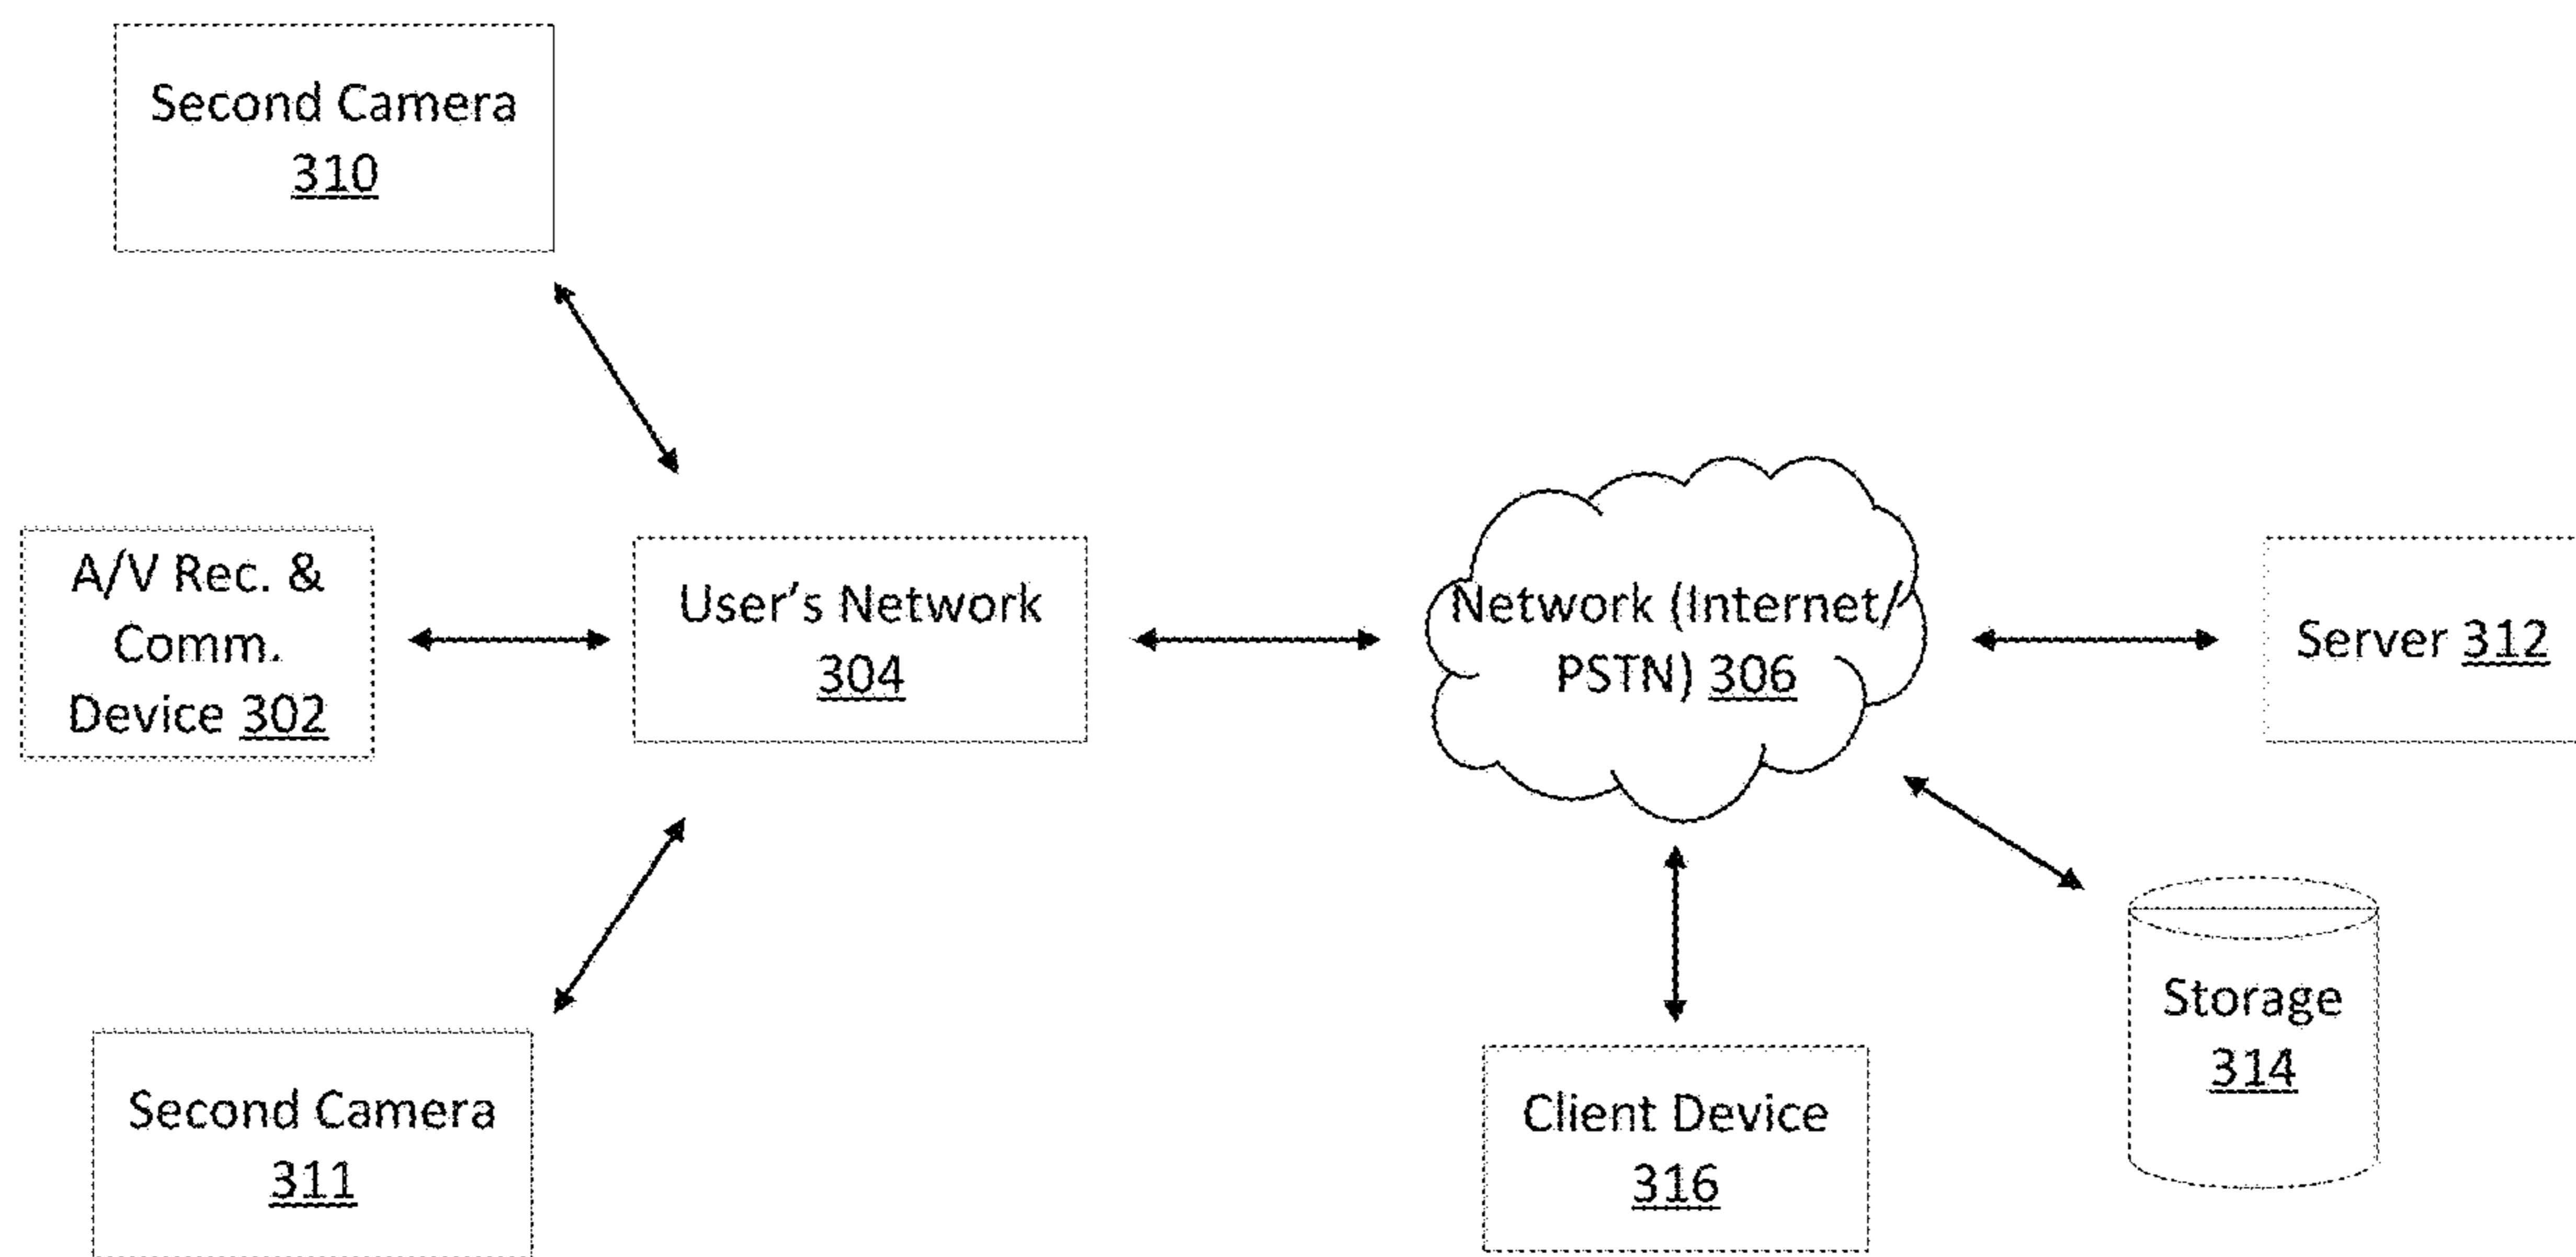 Second Camera
310
A/V Rec. &
Comm.
Device 302
User's Network
304
Network (Internet/
PSTN) 306
Server 312
Second Camera
311
Client Device
316
Storage
314